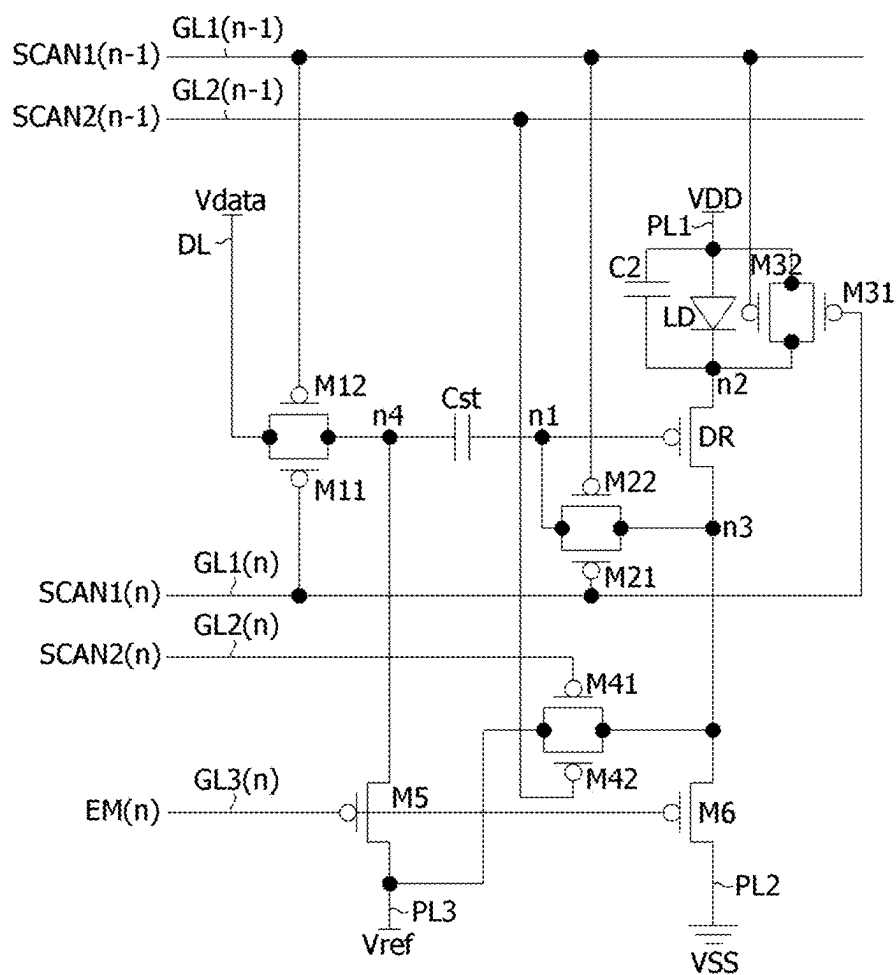 GL1(n-1)
SCAN1(n-1)
GL2(n-1)
SCAN2(n-1)
Vdata
DL
VDD
PL1
C2
M32
M31
LD
n2
M12
n4
Cst
n1
DR
M11
M22
n3
GL1(n)
M21
SCAN1(n)
GL2(n)
SCAN2(n)
M41
GL3(n)
M42
EM(n)
M5
M6
PL3
PL2
Vref
VSS